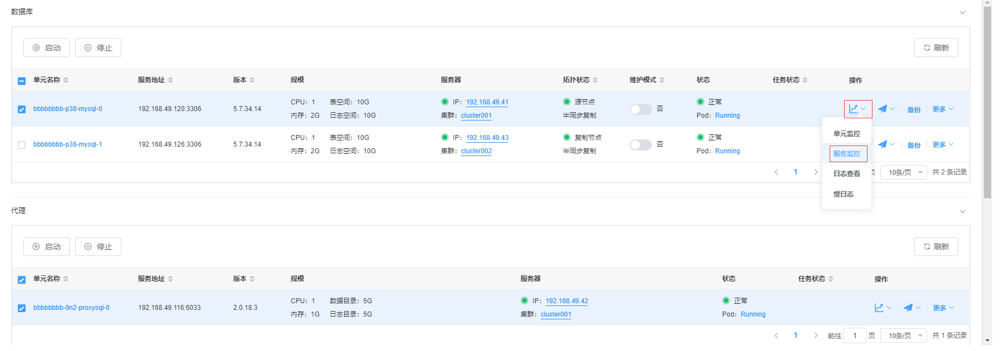 数据库
启动 停止 刷新
单元名称 服务地址 版本 规模 服务器 拓扑状态 维护模式 状态 任务状态 操作
bbbbbbbb-p38-mysql-0 192.168.49.120:3306 5.7.34.14 CPU：1 表空间：10G IP：192.168.49.41 源节点 否 正常 备份 更多
内存：2G 日志空间：10G 集群：cluster001 半同步复制 Pod：Running
单元监控
服务监控
日志查看
慢日志
bbbbbbbb-p38-mysql-1 192.168.49.126:3306 5.7.34.14 CPU：1 表空间：10G IP：192.168.49.43 复制节点 否 正常 备份 更多
内存：2G 日志空间：10G 集群：cluster002 半同步复制 Pod：Running
1 页 10条/页 共 2 条记录
代理
启动 停止 刷新
单元名称 服务地址 版本 规模 服务器 状态 任务状态 操作
bbbbbbbb-0n2-proxysql-0 192.168.49.116:6033 2.0.18.3 CPU：1 数据目录：5G IP：192.168.49.42 正常 更多
内存：1G 日志目录：5G 集群：cluster001 Pod：Running
1 前往 1 页 10条/页 共 1 条记录